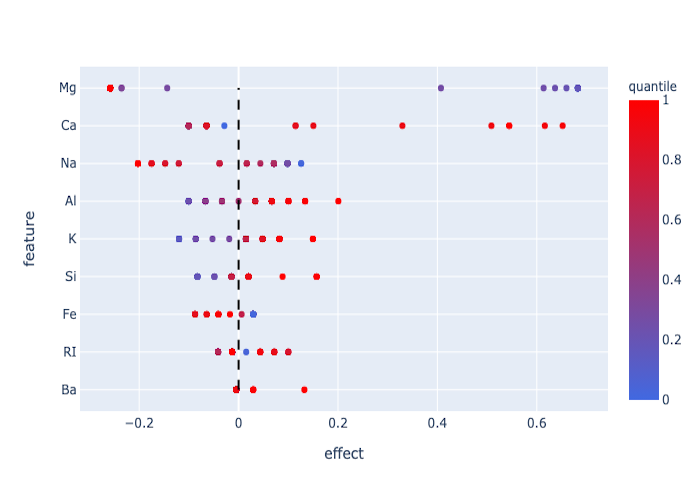 quantile
1
Mg
Ca
0.8
Na
Al
0.6
feature
K
0.4
Si
Fe
0.2
RI
Ba
0
−0.2
0
0.2
0.4
0.6
effect